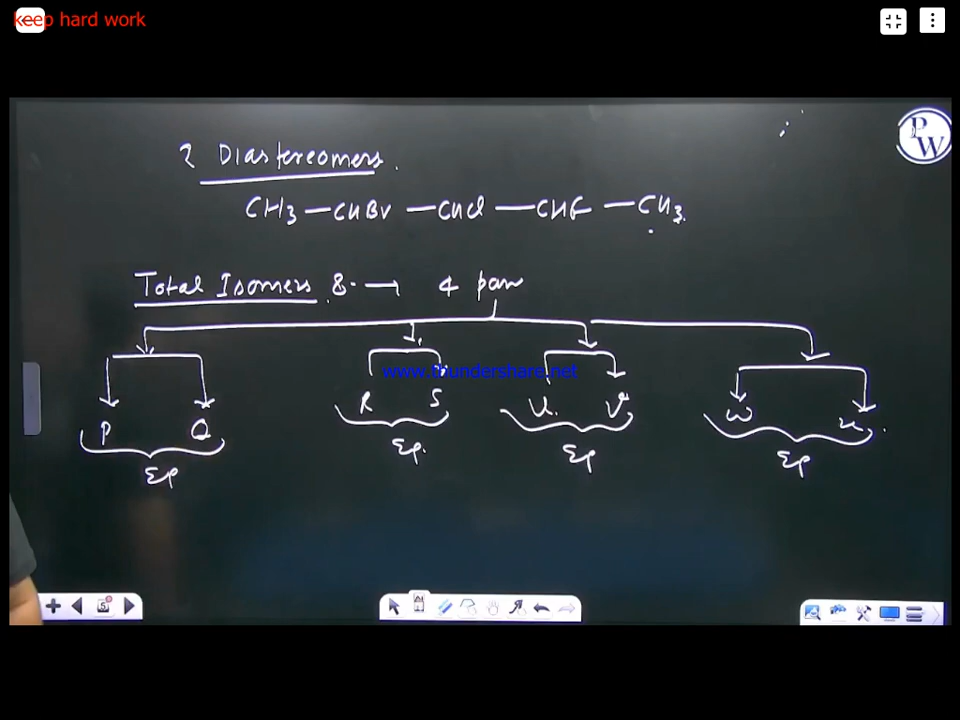 keep hard work
PW
2 Diastereomers.
CH3 — CHBr — CHCl — CHF — CH3.
Total Isomers 8. → 4 pair
www.thundershare.net
P Q R S U V W x
Ep Ep. Ep Ep